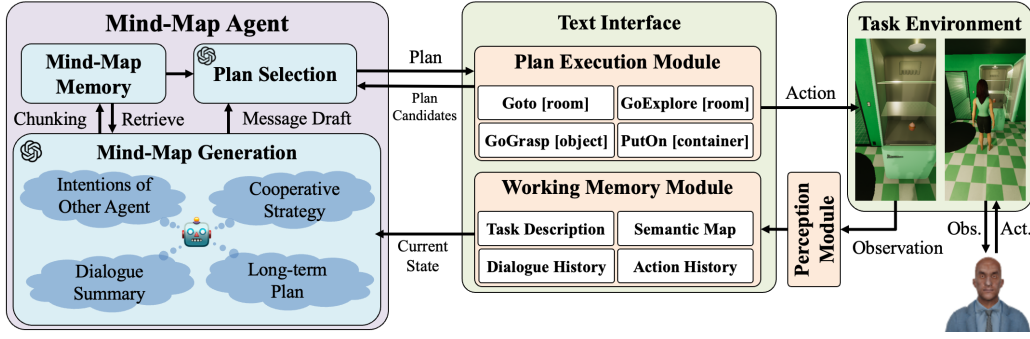 Mind-Map Agent
Mind-Map
Memory
Plan Selection
Chunking
Retrieve
Message Draft
Mind-Map Generation
Intentions of
Other Agent
Cooperative
Strategy
Dialogue
Summary
Long-term
Plan
Plan
Plan
Candidates
Current
State
Text Interface
Plan Execution Module
Goto [room]
GoExplore [room]
GoGrasp [object]
PutOn [container]
Working Memory Module
Task Description
Semantic Map
Dialogue History
Action History
Action
Perception
Module
Observation
Task Environment
Obs.
Act.